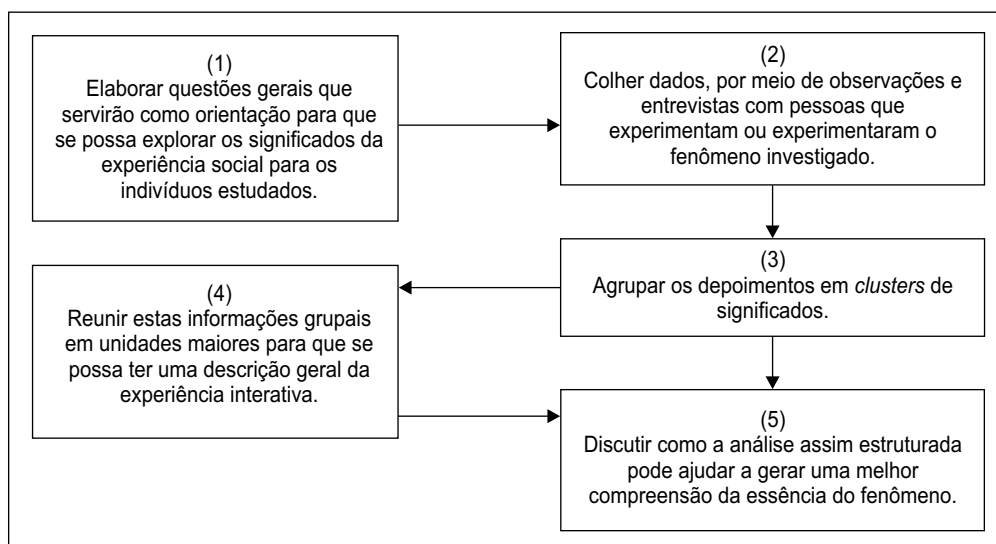 (1)
Elaborar questões gerais que
servirão como orientação para que
se possa explorar os significados da
experiência social para os
indivíduos estudados.
(2)
Colher dados, por meio de observações e
entrevistas com pessoas que
experimentam ou experimentaram o
fenômeno investigado.
(3)
Agrupar os depoimentos em clusters de
significados.
(4)
Reunir estas informações grupais
em unidades maiores para que se
possa ter uma descrição geral da
experiência interativa.
(5)
Discutir como a análise assim estruturada
pode ajudar a gerar uma melhor
compreensão da essência do fenômeno.